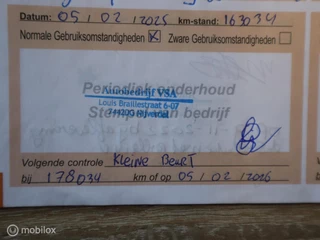 Datum: 05 / 02 / 2025 km-stand: 163034
Normale Gebruiksomstandigheden Zware Gebruiksomstandigheden
Periodiek onderhoud
Autobedrijf VSA
Louis Braillestraat 6-07
Stempel van bedrijf
Volgende controle Kleine Beurt
bij 178034 km of op 05 / 02 / 2026
mobylox